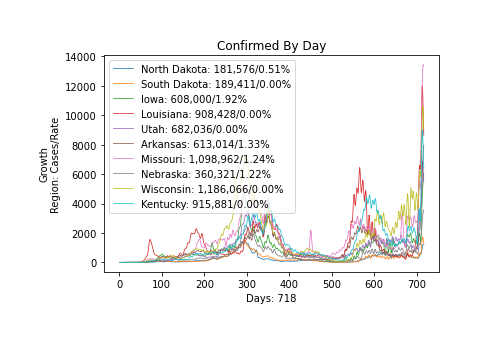 Confirmed By Day
14000
12000
10000
8000
6000
4000
2000
0
Growth
Region: Cases/Rate
North Dakota: 181,576/0.51%
South Dakota: 189,411/0.00%
Iowa: 608,000/1.92%
Louisiana: 908,428/0.00%
Utah: 682,036/0.00%
Arkansas: 613,014/1.33%
Missouri: 1,098,962/1.24%
Nebraska: 360,321/1.22%
Wisconsin: 1,186,066/0.00%
Kentucky: 915,881/0.00%
0 100 200 300 400 500 600 700
Days: 718